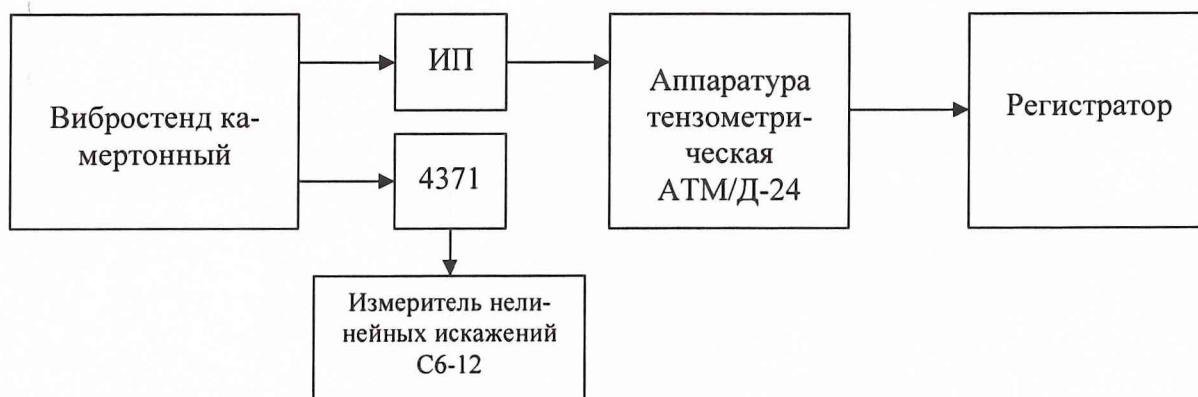 Вибростенд ка-
мертонный
ИП
4371
Измеритель нели-
нейных искажений
С6-12
Аппаратура
тензометри-
ческая
АТМ/Д-24
Регистратор